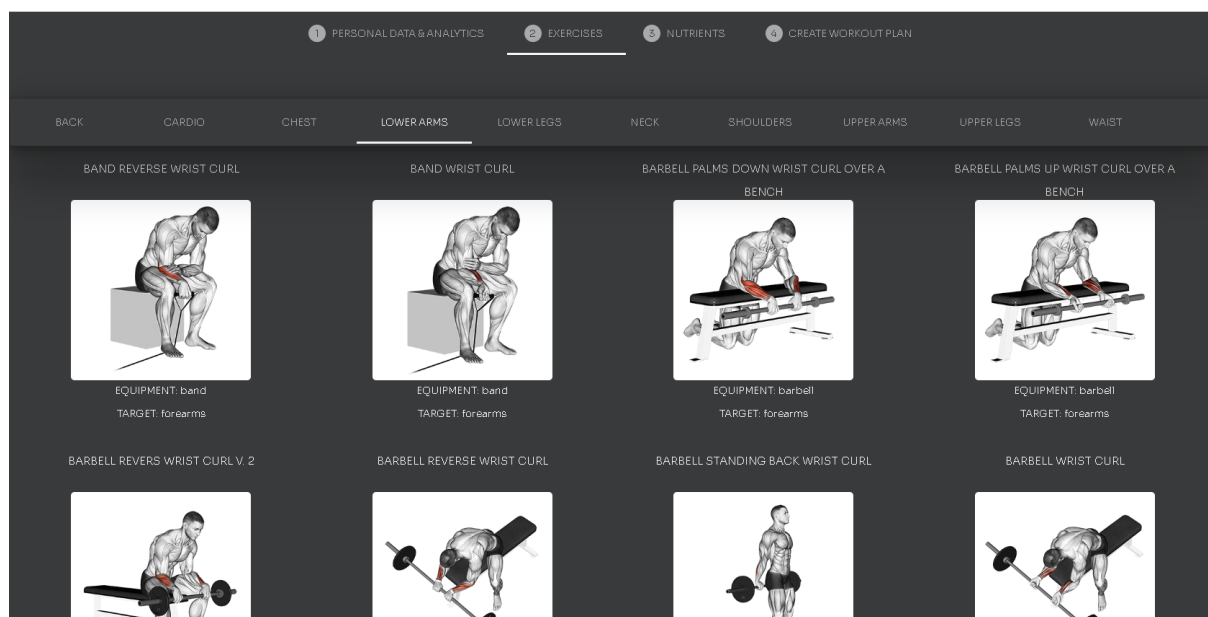 1 PERSONAL DATA & ANALYTICS 2 EXERCISES 3 NUTRIENTS 4 CREATE WORKOUT PLAN
BACK CARDIO CHEST LOWER ARMS LOWER LEGS NECK SHOULDERS UPPER ARMS UPPER LEGS WAIST
BAND REVERSE WRIST CURL
BAND WRIST CURL
BARBELL PALMS DOWN WRIST CURL OVER A
BENCH
BARBELL PALMS UP WRIST CURL OVER A
BENCH
EQUIPMENT: band
TARGET: forearms
EQUIPMENT: band
TARGET: forearms
EQUIPMENT: barbell
TARGET: forearms
EQUIPMENT: barbell
TARGET: forearms
BARBELL REVERS WRIST CURL V. 2
BARBELL REVERSE WRIST CURL
BARBELL STANDING BACK WRIST CURL
BARBELL WRIST CURL